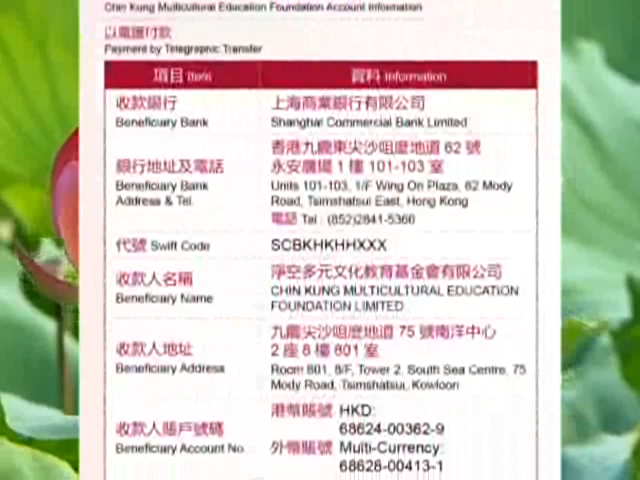 Chin Kung Multicultural Education Foundation Account Information
以電匯付款
Payment by Telegraphic Transfer
項目 Item 資料 Information
收款銀行 上海商業銀行有限公司
Beneficiary Bank Shanghai Commercial Bank Limited
香港九龍東尖沙咀麼地道 62 號
銀行地址及電話 永安廣場 1 樓 101-103 室
Beneficiary Bank Units 101-103, 1/F Wing On Plaza, 62 Mody
Address & Tel. Road, Tsimshatsui East, Hong Kong
電話 Tel : (852)2841-5360
代號 Swift Code SCBKHKHHXXX
收款人名稱 淨空多元文化教育基金會有限公司
Beneficiary Name CHIN KUNG MULTICULTURAL EDUCATION
FOUNDATION LIMITED
九龍尖沙咀麼地道 75 號南洋中心
收款人地址 2 座 8 樓 801 室
Beneficiary Address Room 801, 8/F, Tower 2, South Sea Centre, 75
Mody Road, Tsimshatsui, Kowloon
港幣賬號 HKD:
收款人賬戶號碼 68624-00362-9
Beneficiary Account No. 外幣賬號 Multi-Currency:
68628-00413-1